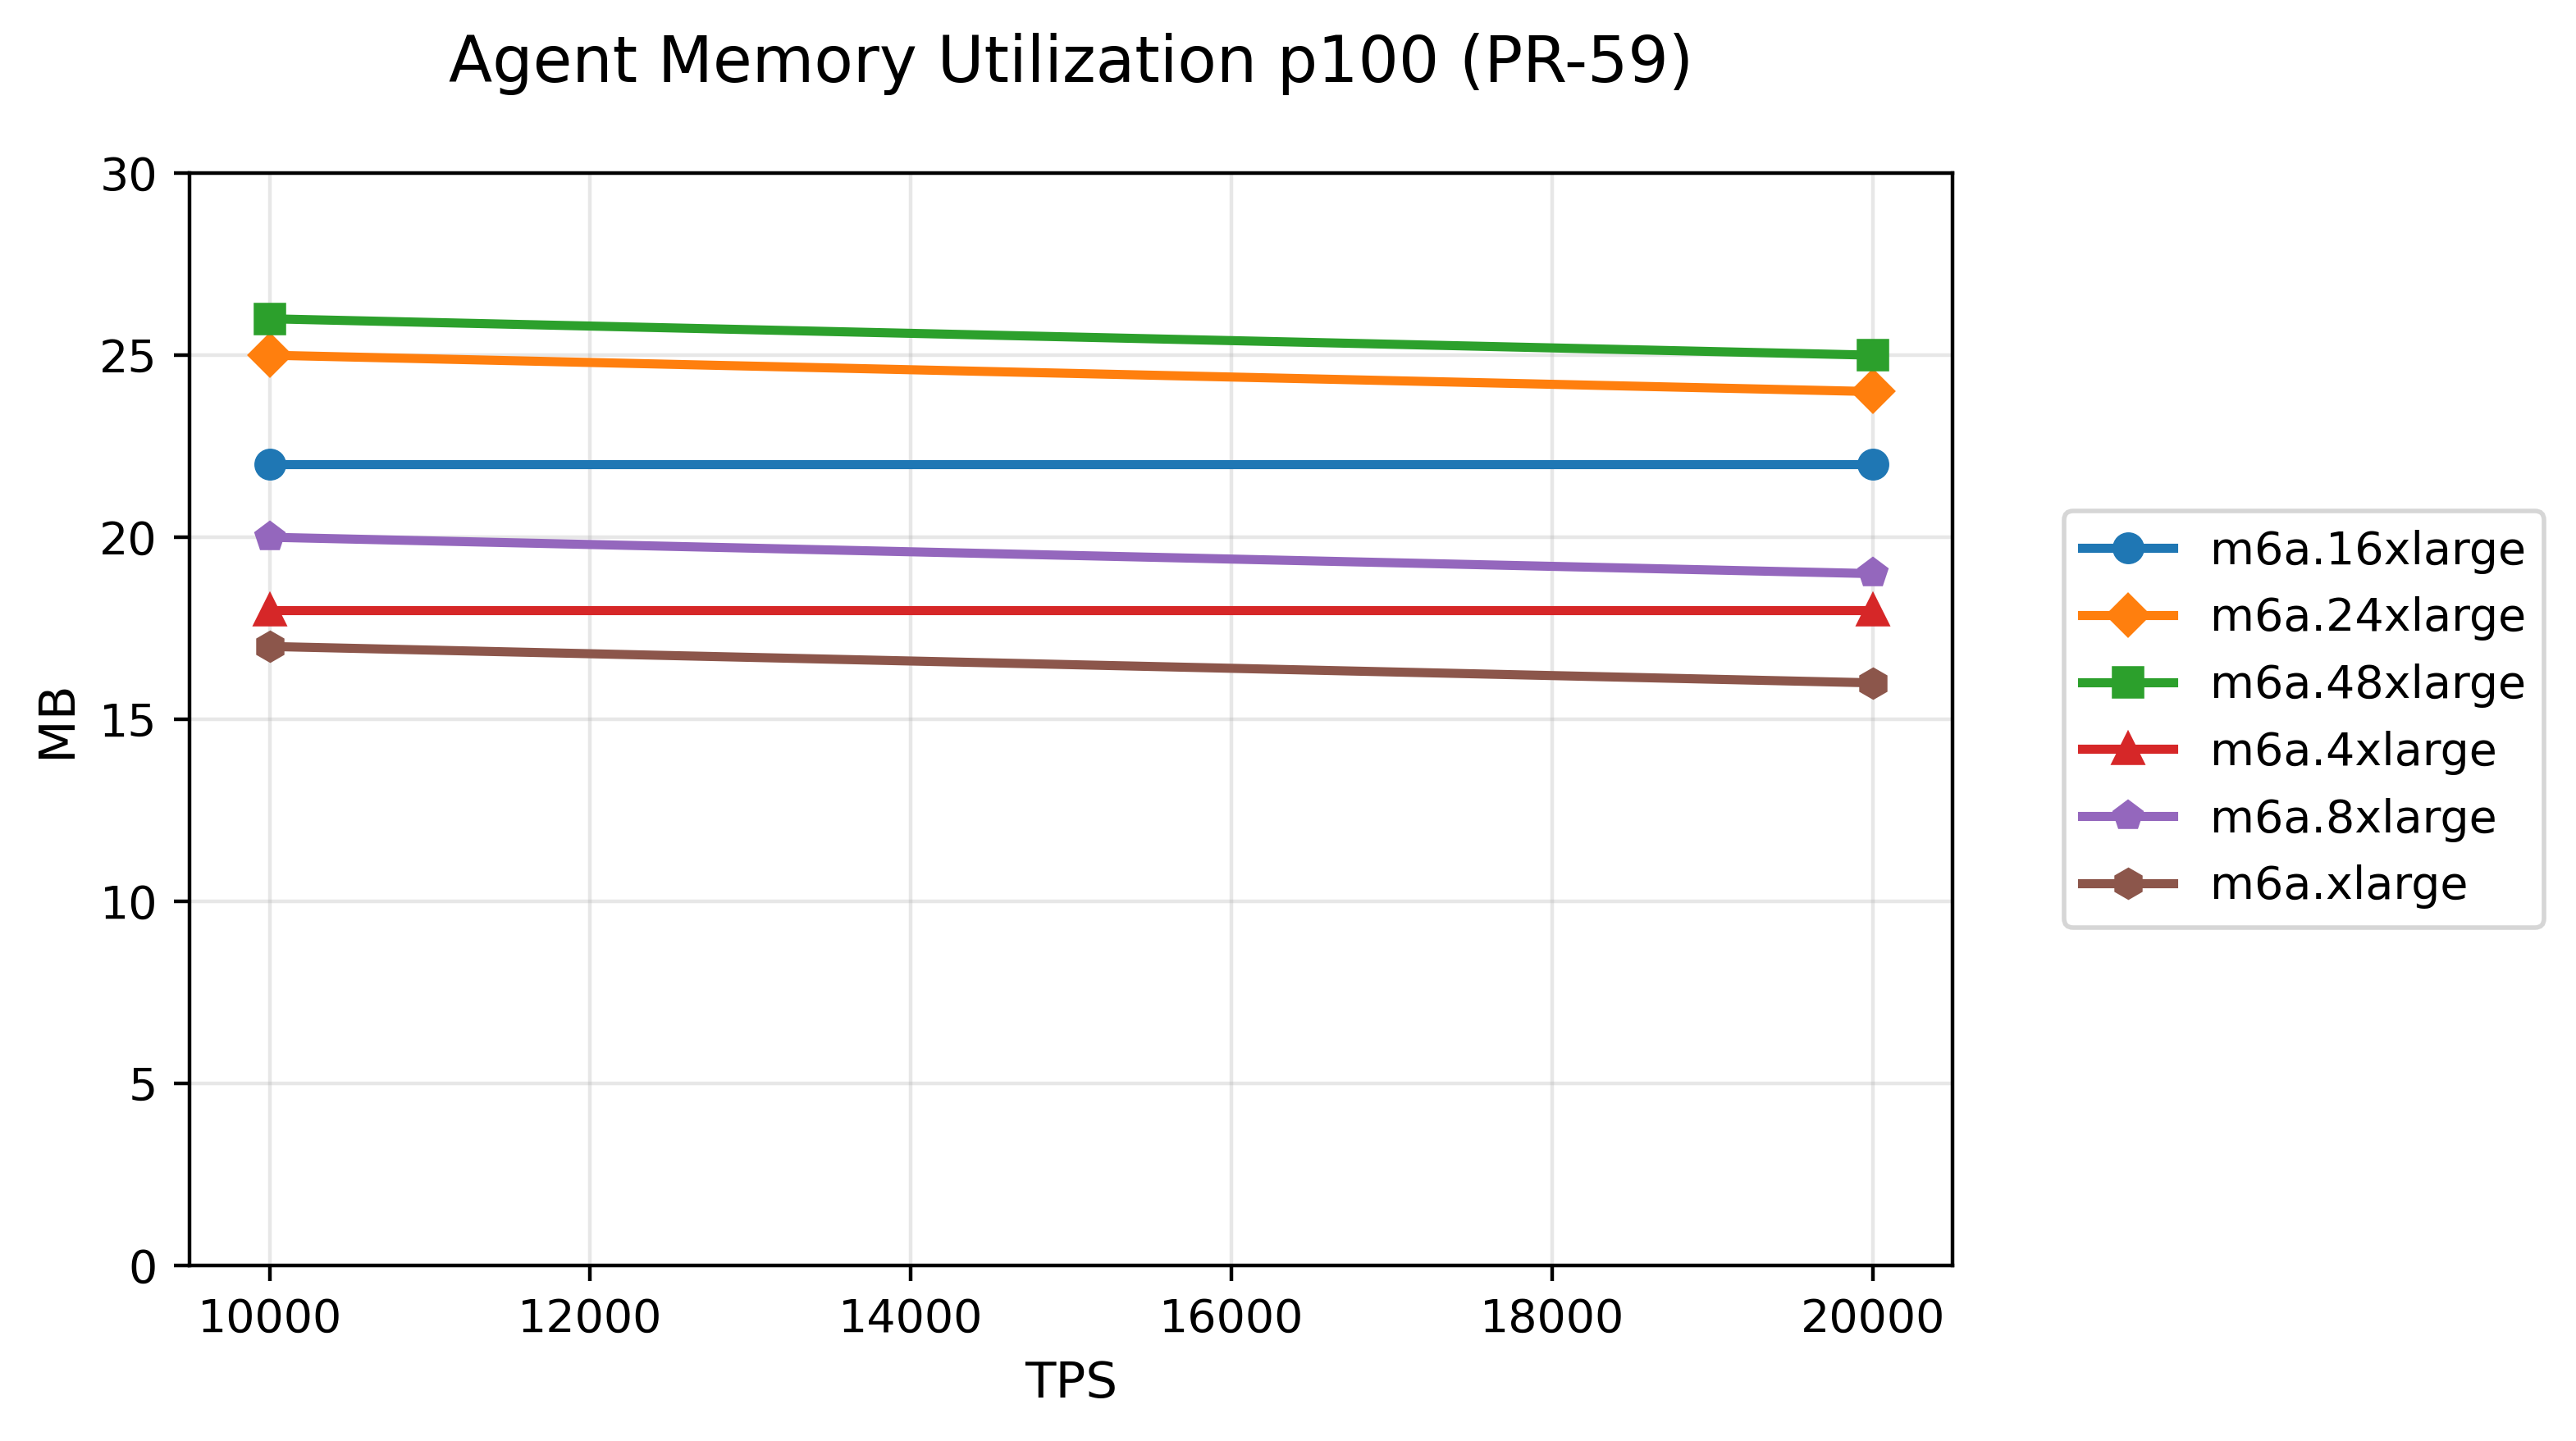 Agent Memory Utilization p100 (PR-59)
30
25
20
15
10
5
0
MB
10000 12000 14000 16000 18000 20000
TPS
m6a.16xlarge
m6a.24xlarge
m6a.48xlarge
m6a.4xlarge
m6a.8xlarge
m6a.xlarge